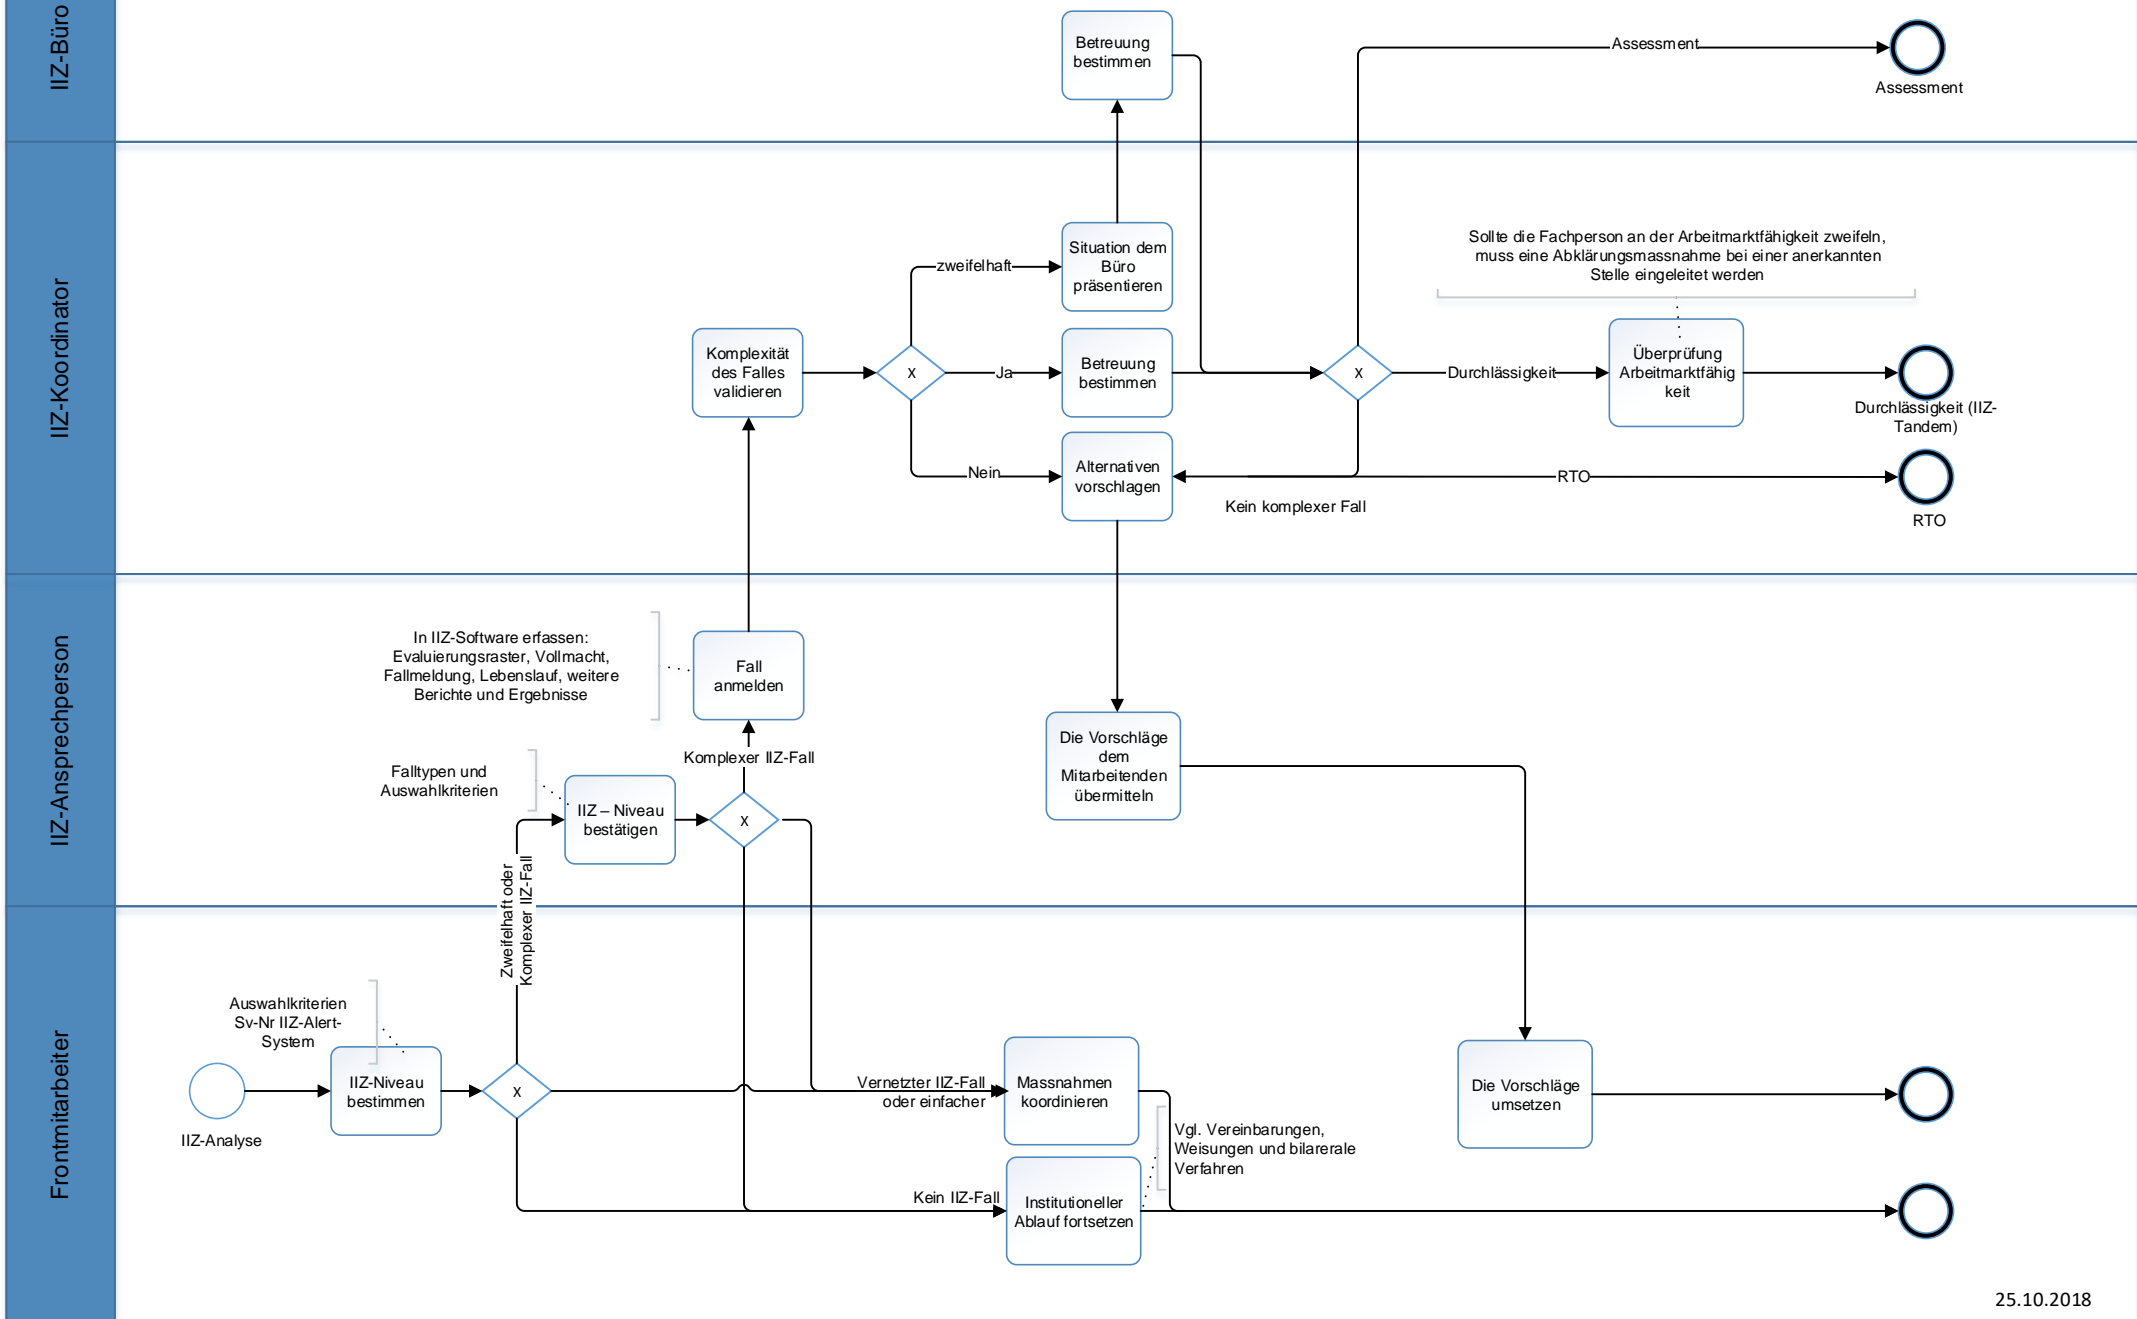 IIZ-Büro
Betreuung
bestimmen
Assessment
Assessment
IIZ-Koordinator
zweifelhaft
Situation dem
Büro
präsentieren
Sollte die Fachperson an der Arbeitmarktfähigkeit zweifeln,
muss eine Abklärungsmassnahme bei einer anerkannten
Stelle eingeleitet werden
Komplexität
des Falles
validieren
x
Ja
Betreuung
bestimmen
x
Durchlässigkeit
Überprüfung
Arbeitmarktfähig
keit
Durchlässigkeit (IIZ-
Tandem)
Nein
Alternativen
vorschlagen
Kein komplexer Fall
RTO
RTO
IIZ-Ansprechperson
In IIZ-Software erfassen:
Evaluierungsraster, Vollmacht,
Fallmeldung, Lebenslauf, weitere
Berichte und Ergebnisse
Fall
anmelden
Komplexer IIZ-Fall
Falltypen und
Auswahlkriterien
IIZ – Niveau
bestätigen
x
Die Vorschläge
dem
Mitarbeitenden
übermitteln
Zweifelhaft oder
Komplexer IIZ-Fall
Frontmitarbeiter
Auswahlkriterien
Sv-Nr IIZ-Alert-
System
IIZ-Analyse
IIZ-Niveau
bestimmen
x
Vernetzter IIZ-Fall
oder einfacher
Massnahmen
koordinieren
Vgl. Vereinbarungen,
Weisungen und bilarerale
Verfahren
Kein IIZ-Fall
Institutioneller
Ablauf fortsetzen
Die Vorschläge
umsetzen
25.10.2018